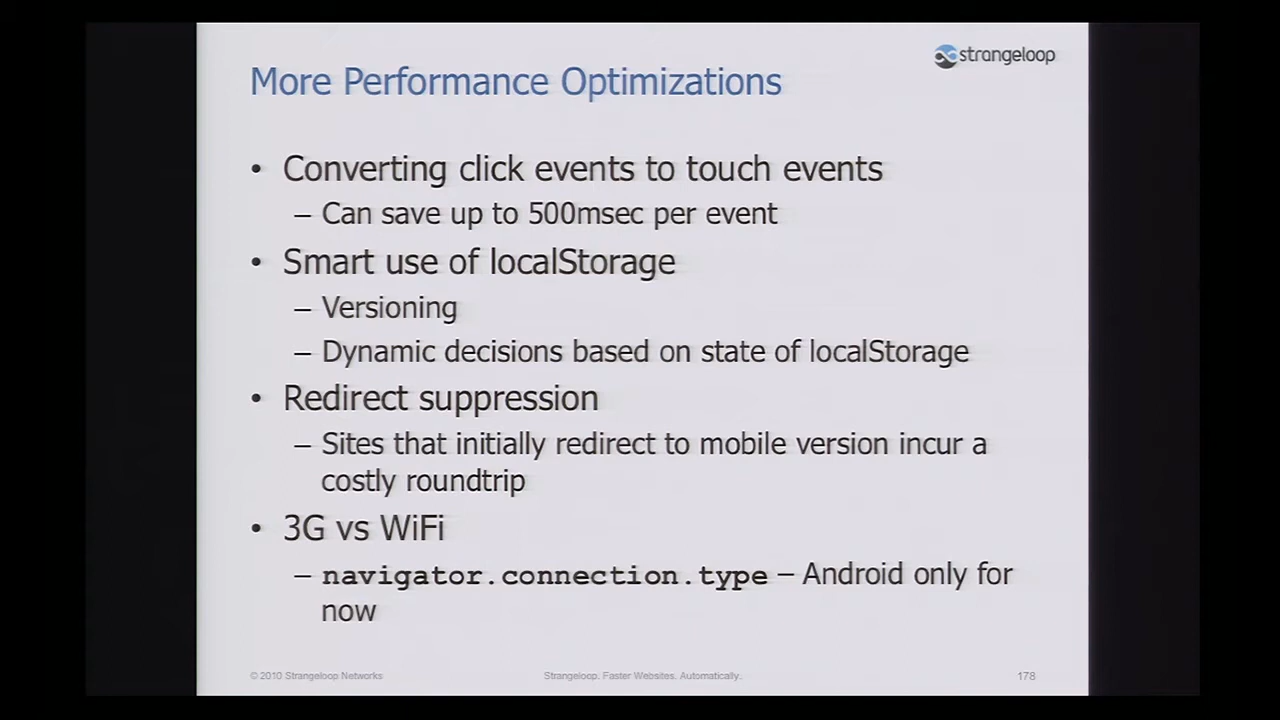 strangeloop
More Performance Optimizations
• Converting click events to touch events
– Can save up to 500msec per event
• Smart use of localStorage
– Versioning
– Dynamic decisions based on state of localStorage
• Redirect suppression
– Sites that initially redirect to mobile version incur a
costly roundtrip
• 3G vs WiFi
– navigator.connection.type – Android only for
now
© 2010 Strangeloop Networks
Strangeloop. Faster Websites. Automatically.
178